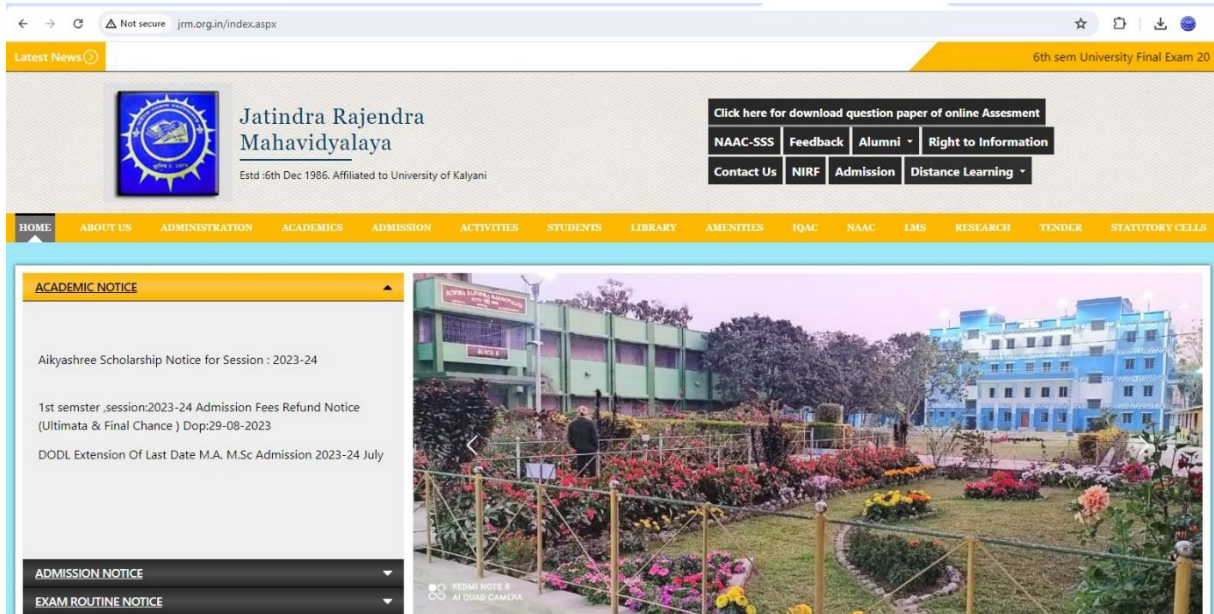 Not secure jrm.org.in/index.aspx
Latest News
6th sem University Final Exam 20
Jatindra Rajendra
Mahavidyalaya
Estd :6th Dec 1986. Affiliated to University of Kalyani
Click here for download question paper of online Assesment
NAAC-SSS Feedback Alumni Right to Information
Contact Us NIRF Admission Distance Learning
HOME ABOUT US ADMINISTRATION ACADEMICS ADMISSION ACTIVITIES STUDENTS LIBRARY AMENITIES IQAC NAAC LMS RESEARCH TENDER STATUTORY CELLS
ACADEMIC NOTICE
Aikyashree Scholarship Notice for Session : 2023-24
1st semster ,session:2023-24 Admission Fees Refund Notice
(Ultimata & Final Chance ) Dop:29-08-2023
DODL Extension Of Last Date M.A. M.Sc Admission 2023-24 July
ADMISSION NOTICE
EXAM ROUTINE NOTICE
JATINDRA RAJENDRA MAHAVIDYALAYA
BLOCK B
REDMI NOTE 8
AI QUAD CAMERA